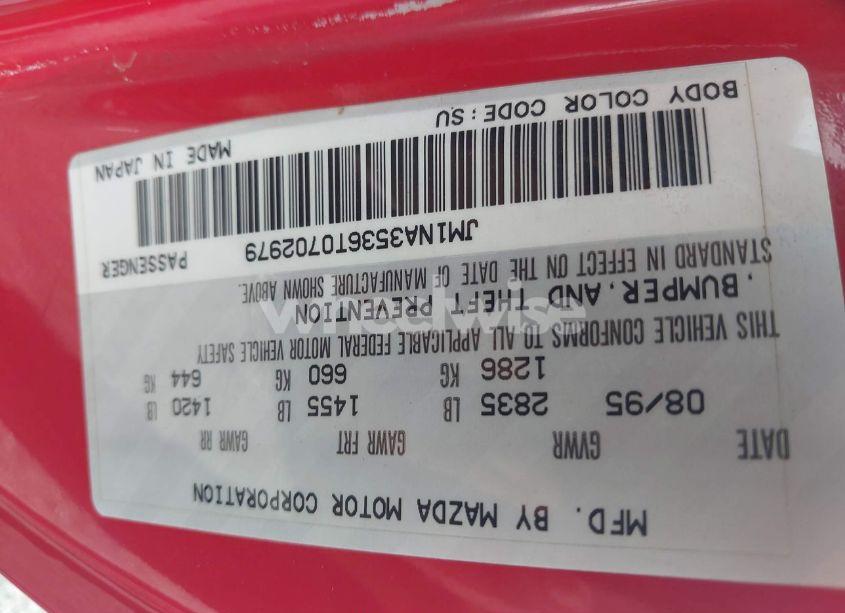 MFD. BY MAZDA MOTOR CORPORATION
DATE GVWR GAWR FRT GAWR RR
08/95 2835 LB 1455 LB 1420 LB
1286 KG 660 KG 644 KG
THIS VEHICLE CONFORMS TO ALL APPLICABLE FEDERAL MOTOR VEHICLE SAFETY
. BUMPER, AND THEFT PREVENTION
STANDARD IN EFFECT ON THE DATE OF MANUFACTURE SHOWN ABOVE.
JM1NA3536T0702979 PASSENGER
MADE IN JAPAN
BODY COLOR CODE:SU
wheelwise